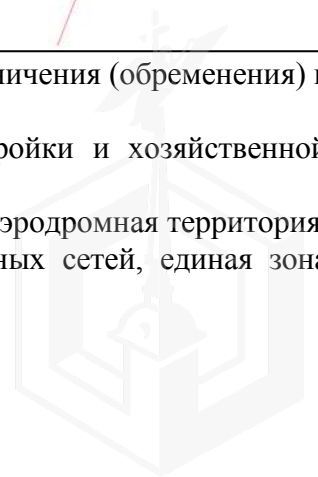 ничения (обременения)
ройки и хозяйственной
эродромная территория
ных сетей, единая зона